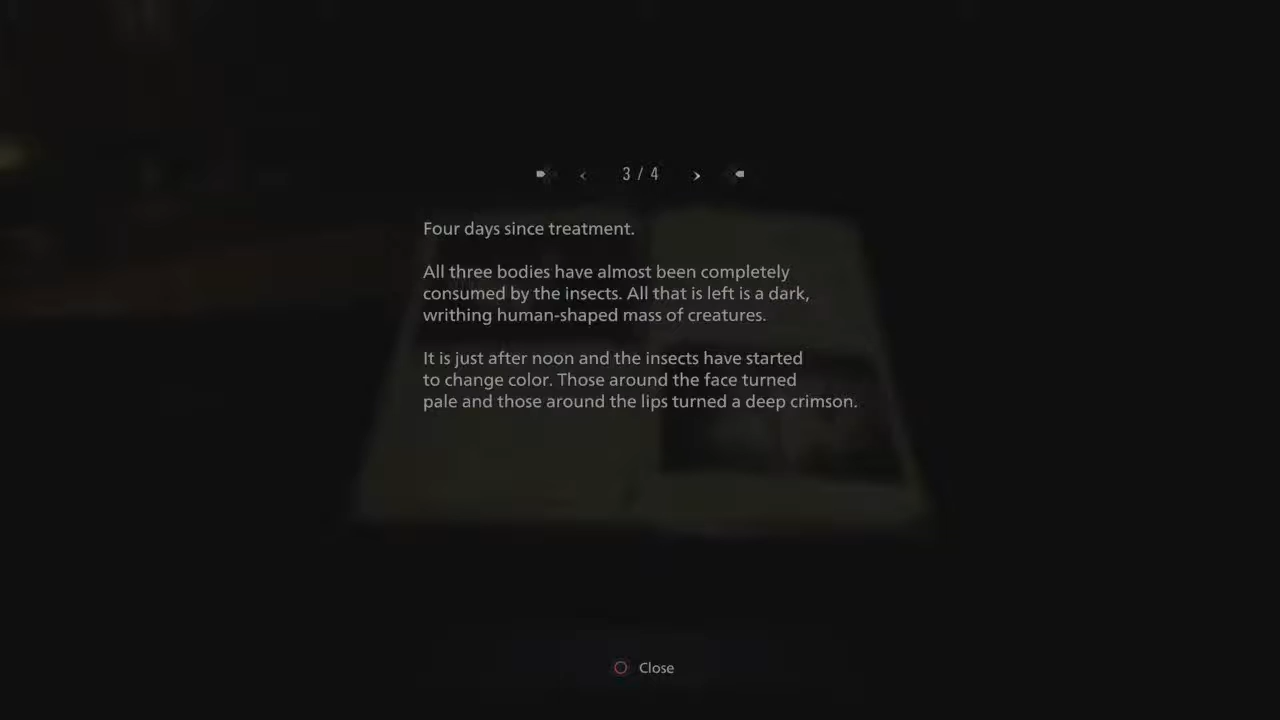 3 / 4
Four days since treatment.
All three bodies have almost been completely
consumed by the insects. All that is left is a dark,
writhing human-shaped mass of creatures.
It is just after noon and the insects have started
to change color. Those around the face turned
pale and those around the lips turned a deep crimson.
Close